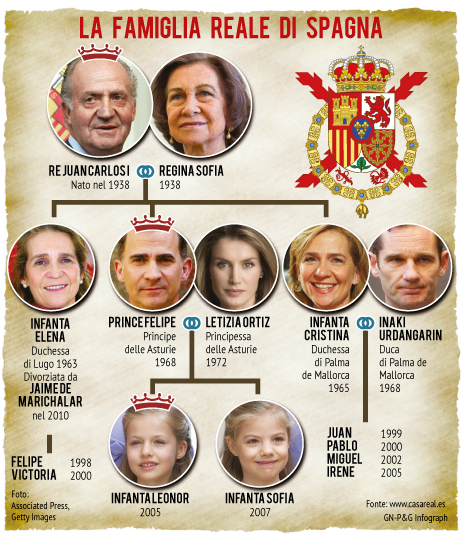 LA FAMIGLIA REALE DI SPAGNA
RE JUAN CARLOS I
Nato nel 1938
REGINA SOFIA
1938
INFANTA
ELENA
Duchessa
di Lugo 1963
Divorziata da
JAIME DE
MARICHALAR
nel 2010
PRINCE FELIPE
Principe
delle Asturie
1968
LETIZIA ORTIZ
Principessa
delle Asturie
1972
INFANTA
CRISTINA
Duchessa
di Palma
de Mallorca
1965
INAKI
URDANGARIN
Duca
di Palma de
Mallorca
1968
FELIPE 1998
VICTORIA 2000
INFANTA LEONOR
2005
INFANTA SOFIA
2007
JUAN 1999
PABLO 2000
MIGUEL 2002
IRENE 2005
Foto:
Associated Press,
Getty Images
Fonte: www.casareal.es
GN-P&G Infograph